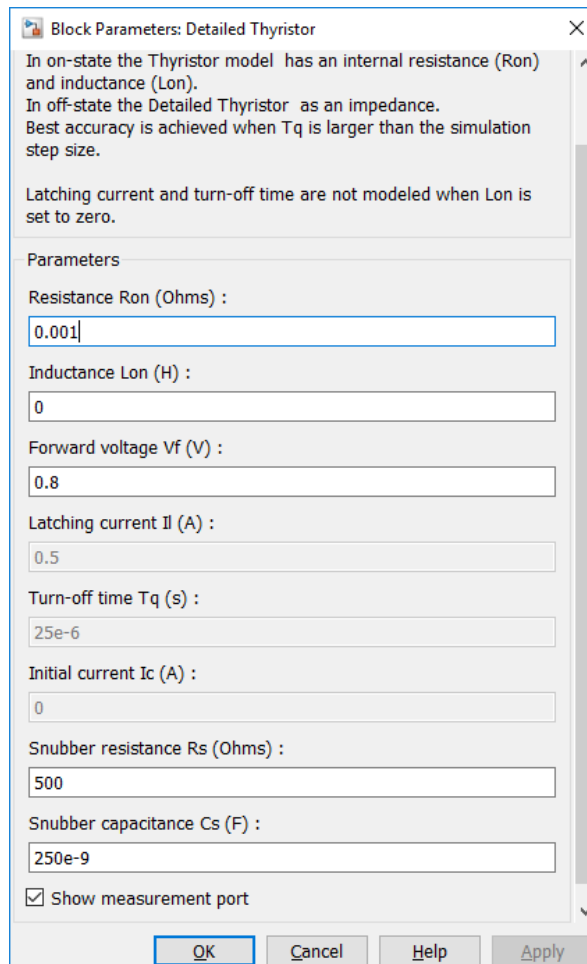 Block Parameters: Detailed Thyristor
In on-state the Thyristor model  has an internal resistance (Ron)
and inductance (Lon).
In off-state the Detailed Thyristor  as an impedance.
Best accuracy is achieved when Tq is larger than the simulation
step size.
Latching current and turn-off time are not modeled when Lon is
set to zero.
Parameters
Resistance Ron (Ohms) :
0.001
Inductance Lon (H) :
0
Forward voltage Vf (V) :
0.8
Latching current Il (A) :
0.5
Turn-off time Tq (s) :
25e-6
Initial current Ic (A) :
0
Snubber resistance Rs (Ohms) :
500
Snubber capacitance Cs (F) :
250e-9
Show measurement port
OK Cancel Help Apply